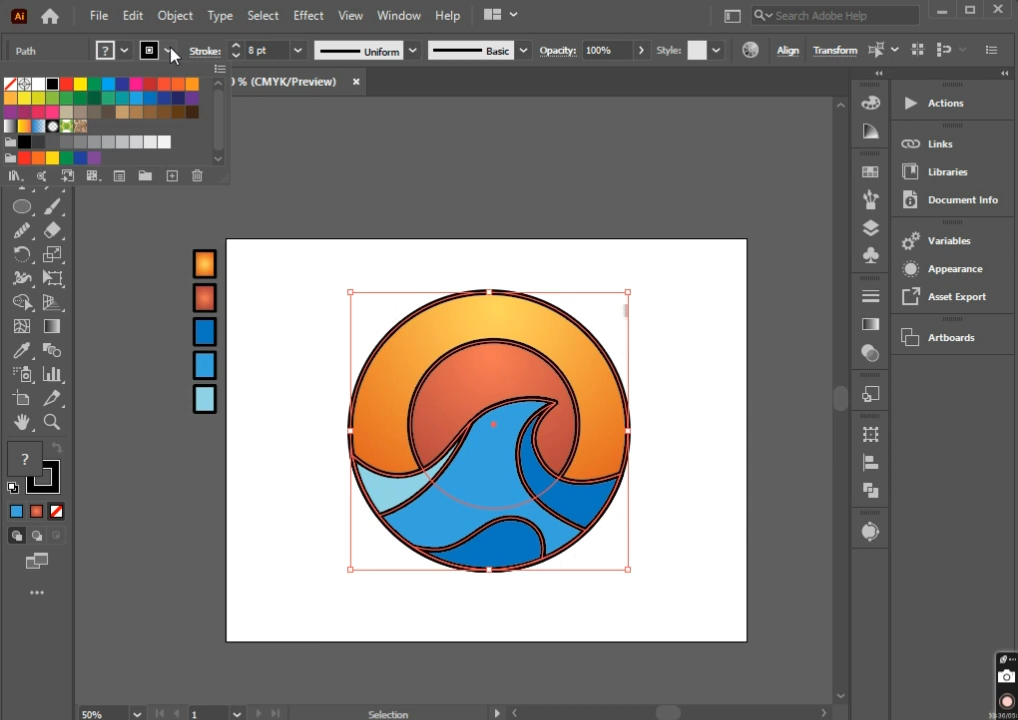 Ai File Edit Object Type Select Effect View Window Help Search Adobe Help
Path ? Stroke: 8 pt Uniform Basic Opacity: 100% Style: Align Transform
% (CMYK/Preview) ×
Actions
Links
Libraries
Document Info
Variables
Appearance
Asset Export
Artboards
?
50% 1 Selection